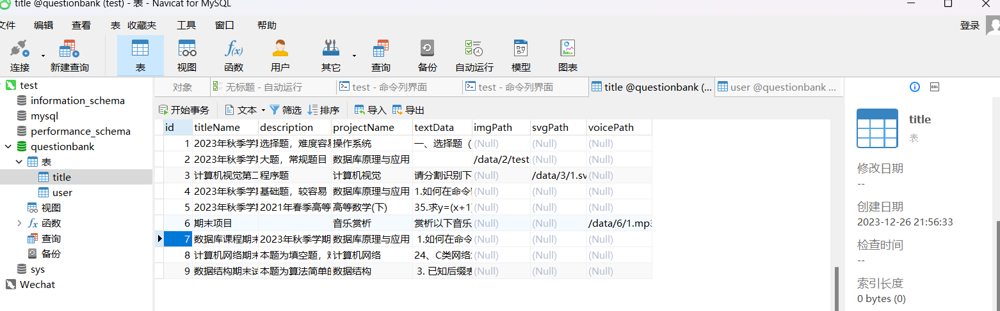 title @questionbank (test) - 表 - Navicat for MySQL
文件 编辑 查看 表 收藏夹 工具 窗口 帮助 登录
连接 新建查询 表 视图 函数 用户 其它 查询 备份 自动运行 模型 图表
test
information_schema
mysql
performance_schema
questionbank
表
title
user
视图
函数
查询
备份
sys
Wechat
对象 无标题 - 自动运行 test - 命令列界面 test - 命令列界面 title @questionbank (... user @questionbank ...
开始事务 文本 筛选 排序 导入 导出
id titleName description projectName textData imgPath svgPath voicePath
1 2023年秋季学期 选择题，难度容易 操作系统 一、选择题（ (Null) (Null) (Null)
2 2023年秋季学期 大题，常规题目 数据库原理与应用 /data/2/test (Null) (Null)
3 计算机视觉第二 程序题 计算机视觉 请分割识别下 (Null) /data/3/1.sv (Null)
4 2023年秋季学期 基础题，较容易 数据库原理与应用 1.如何在命令 (Null) (Null) (Null)
5 2023年秋季学期 2021年春季高等 高等数学(下) 35.求y=(x+1) (Null) (Null) (Null)
6 期末项目 音乐赏析 赏析以下音乐 (Null) (Null) /data/6/1.mp3
7 数据库课程期末 2023年秋季学期 数据库原理与应用 1.如何在命令 (Null) (Null) (Null)
8 计算机网络期末 本题为填空题，对 计算机网络 24、C类网络 (Null) (Null) (Null)
9 数据结构期末试 本题为算法简单的 数据结构 3. 已知后缀表 (Null) (Null) (Null)
DDL
title
表
修改日期
--
创建日期
2023-12-26 21:56:33
检查时间
--
索引长度
0 bytes (0)